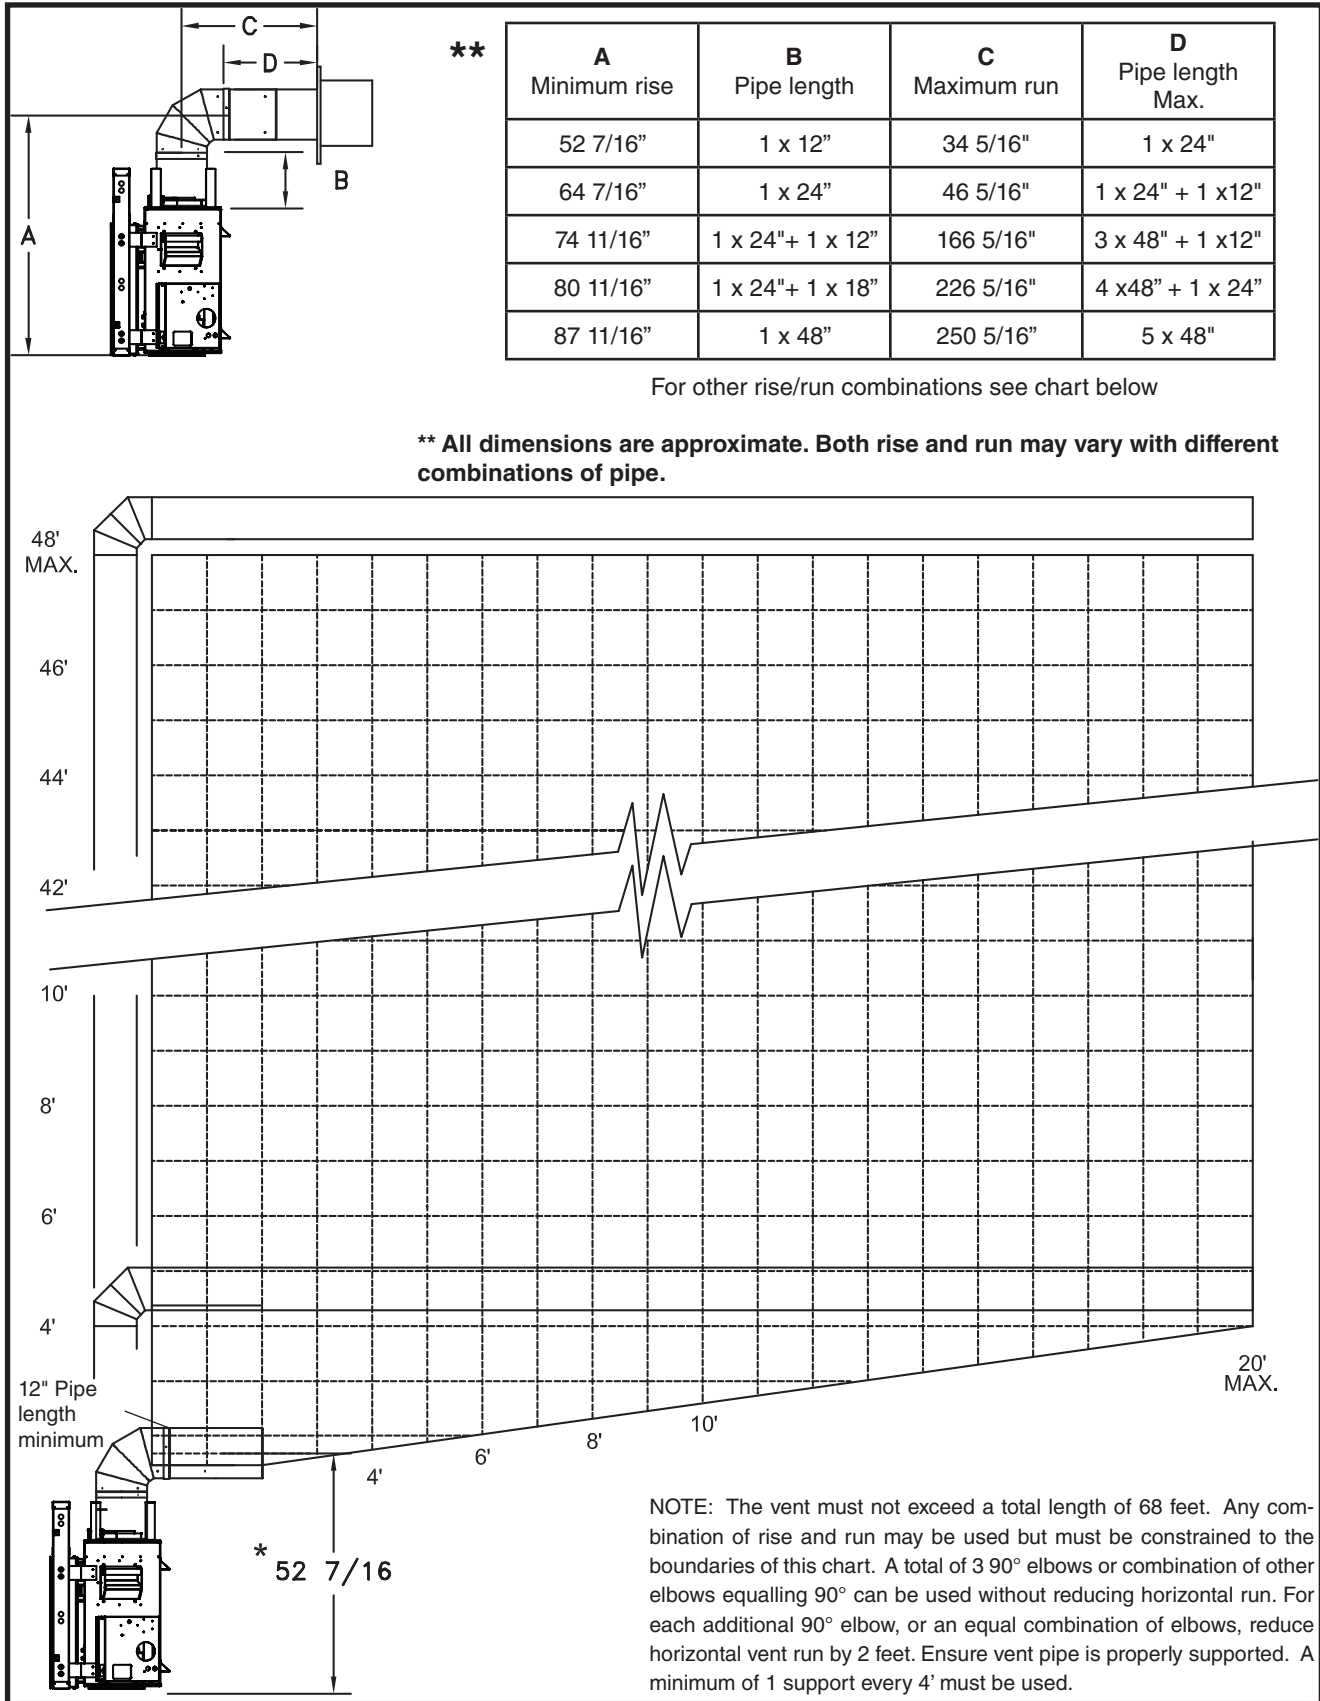 C
D
B
A
**
A
Minimum rise
B
Pipe length
C
Maximum run
D
Pipe length
Max.
52 7/16” 1 x 12” 34 5/16" 1 x 24"
64 7/16” 1 x 24” 46 5/16" 1 x 24" + 1 x12"
74 11/16” 1 x 24"+ 1 x 12” 166 5/16" 3 x 48" + 1 x12"
80 11/16” 1 x 24"+ 1 x 18” 226 5/16" 4 x48” + 1 x 24”
87 11/16” 1 x 48” 250 5/16” 5 x 48"
For other rise/run combinations see chart below
** All dimensions are approximate. Both rise and run may vary with different
combinations of pipe.
48'
MAX.
46'
44'
42'
10'
8'
6'
4'
12" Pipe
length
minimum
4'
6'
8'
10'
20'
MAX.
* 52 7/16
NOTE: The vent must not exceed a total length of 68 feet. Any com-
bination of rise and run may be used but must be constrained to the
boundaries of this chart. A total of 3 90° elbows or combination of other
elbows equalling 90° can be used without reducing horizontal run. For
each additional 90° elbow, or an equal combination of elbows, reduce
horizontal vent run by 2 feet. Ensure vent pipe is properly supported. A
minimum of 1 support every 4’ must be used.